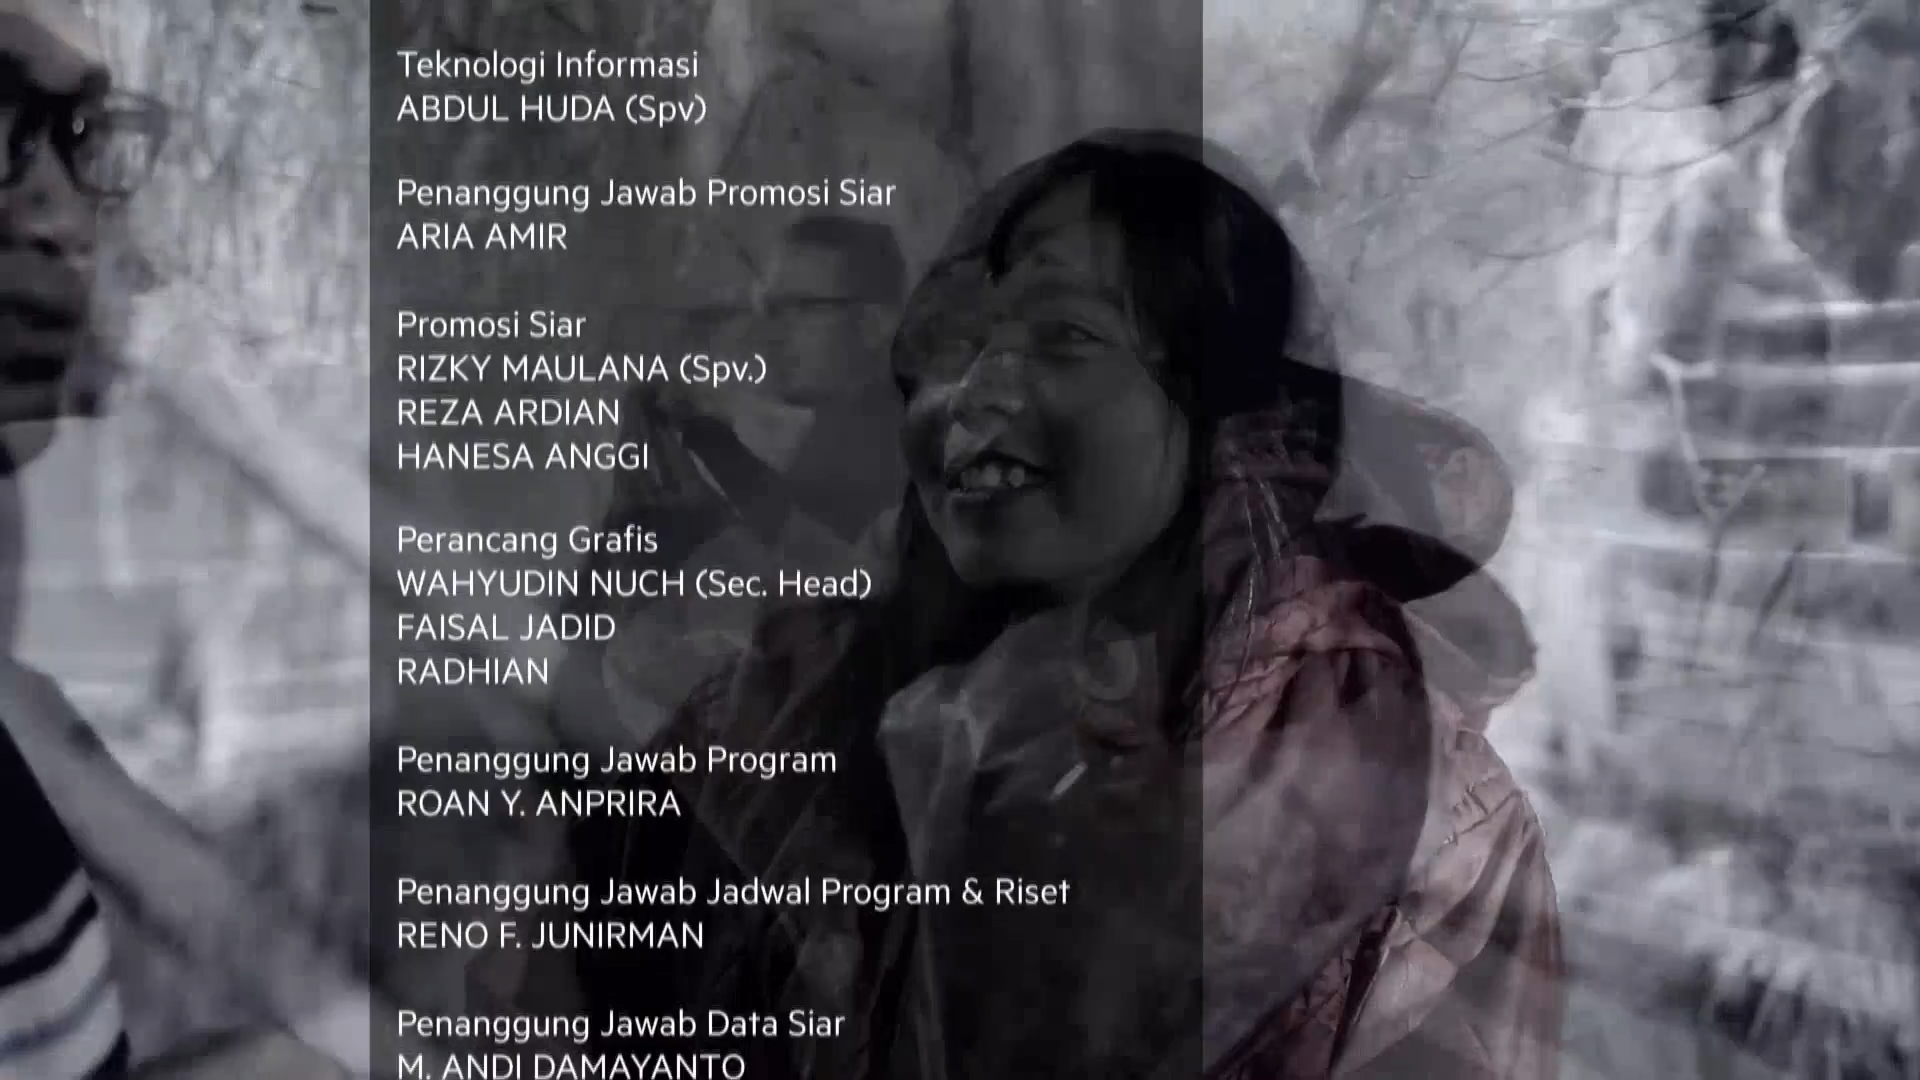 Teknologi Informasi
ABDUL HUDA (Spv)
Penanggung Jawab Promosi Siar
ARIA AMIR
Promosi Siar
RIZKY MAULANA (Spv.)
REZA ARDIAN
HANESA ANGGI
Perancang Grafis
WAHYUDIN NUCH (Sec. Head)
FAISAL JADID
RADHIAN
Penanggung Jawab Program
ROAN Y. ANPRIRA
Penanggung Jawab Jadwal Program & Riset
RENO F. JUNIRMAN
Penanggung Jawab Data Siar
M. ANDI DAMAYANTO